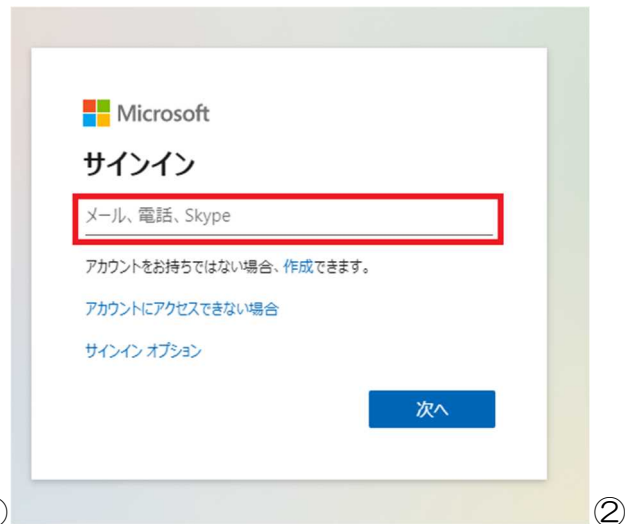 Microsoft
サインイン
メール、電話、Skype
アカウントをお持ちではない場合、作成できます。
アカウントにアクセスできない場合
サインイン オプション
次へ
②